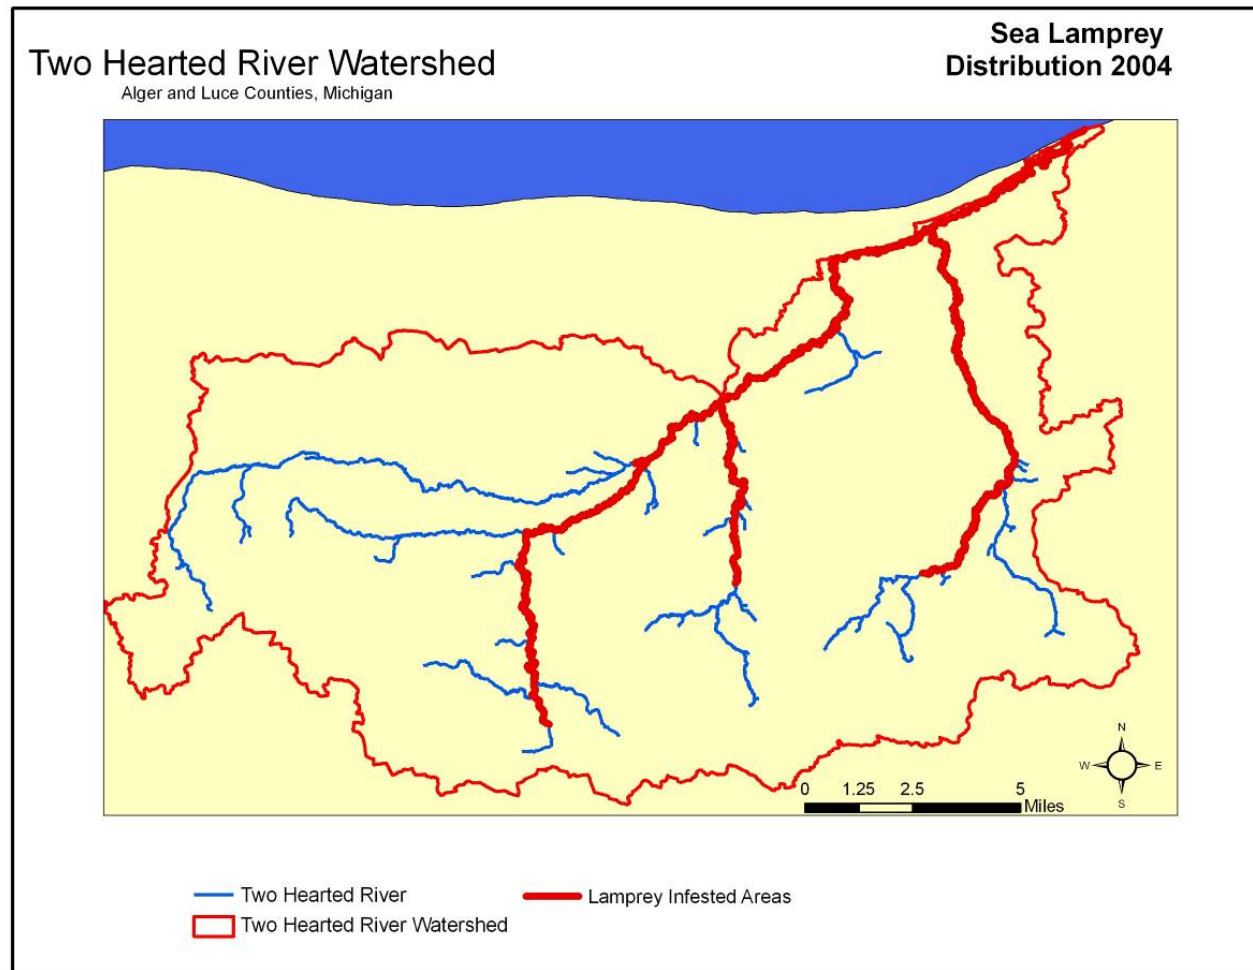 Two Hearted River Watershed
Alger and Luce Counties, Michigan
Sea Lamprey
Distribution 2004
N
W E
S
0 1.25 2.5 5
Miles
Two Hearted River
Lamprey Infested Areas
Two Hearted River Watershed